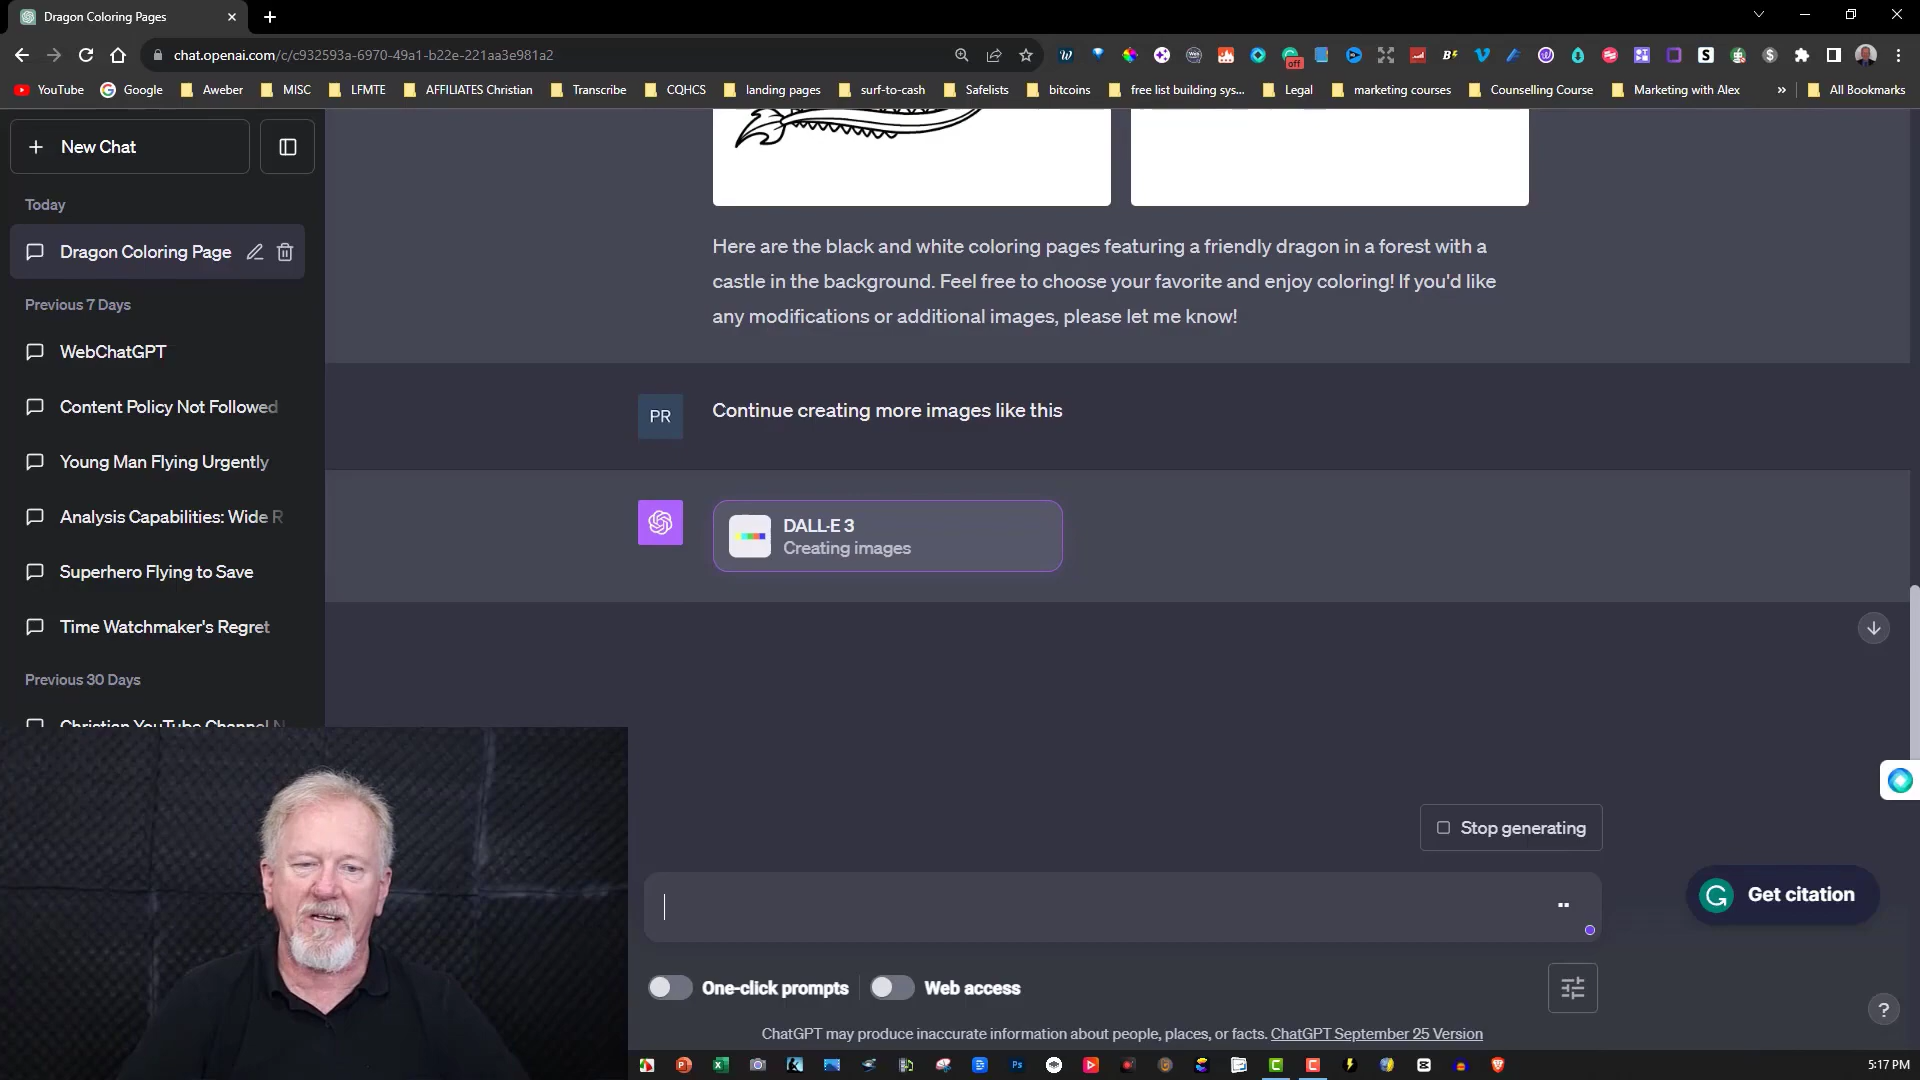 Dragon Coloring Pages
chat.openai.com/c/c932593a-6970-49a1-b22e-221aa3e981a2
off
YouTube
Google
Aweber
MISC
LFMTE
AFFILIATES Christian
Transcribe
CQHCS
landing pages
surf-to-cash
Safelists
bitcoins
free list building sys...
Legal
marketing courses
Counselling Course
Marketing with Alex
»
All Bookmarks
New Chat
Today
Dragon Coloring Page
Previous 7 Days
WebChatGPT
Content Policy Not Followed
Young Man Flying Urgently
Analysis Capabilities: Wide R
Superhero Flying to Save
Time Watchmaker's Regret
Previous 30 Days
Christian YouTube Channel N
Here are the black and white coloring pages featuring a friendly dragon in a forest with a
castle in the background. Feel free to choose your favorite and enjoy coloring! If you'd like
any modifications or additional images, please let me know!
PR
Continue creating more images like this
DALL·E 3
Creating images
Stop generating
Get citation
One-click prompts
Web access
ChatGPT may produce inaccurate information about people, places, or facts. ChatGPT September 25 Version
?
5:17 PM